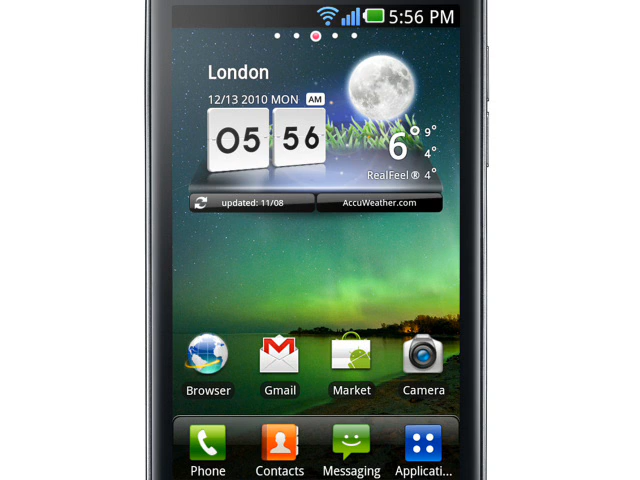 5:56 PM
London
12/13 2010 MON AM
05 56
6° 9°
4°
RealFeel® 4°
updated: 11/08 AccuWeather.com
Browser Gmail Market Camera
Phone Contacts Messaging Applicati...